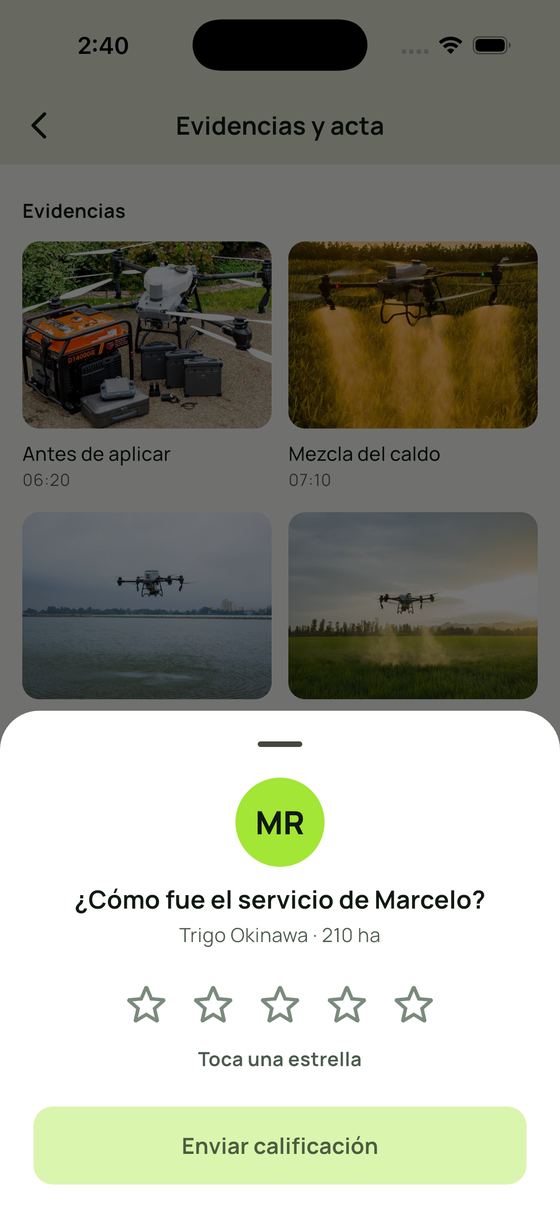 2:40
Evidencias y acta
Evidencias
D14000iE
Antes de aplicar
06:20
Mezcla del caldo
07:10
MR
¿Cómo fue el servicio de Marcelo?
Trigo Okinawa · 210 ha
Toca una estrella
Enviar calificación